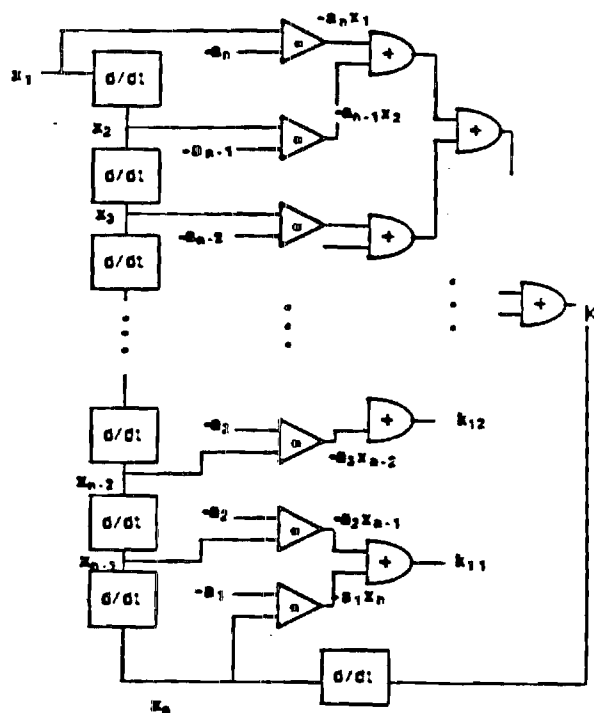 -aₙx₁
x₁
-aₙ
+
d/dt
+
x₂
-aₙ₋₁x₂
-aₙ₋₁
d/dt
x₃
-aₙ₋₂
+
d/dt
+
K
-a₃
+
k₁₂
d/dt
-a₃xₙ₋₂
xₙ₋₂
-a₂
-a₂xₙ₋₁
d/dt
+
k₁₁
xₙ₋₁
-a₁
-a₁xₙ
d/dt
d/dt
xₙ